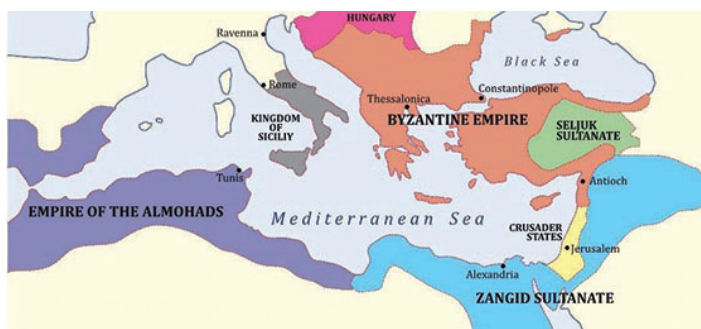 HUNGARY
Ravenna
Black Sea
Rome
Constantinople
Thessalonica
KINGDOM
OF
SICILIY
BYZANTINE EMPIRE
SELJUK
SULTANATE
Tunis
Antioch
EMPIRE OF THE ALMOHADS
Mediterranean Sea
CRUSADER
STATES
Jerusalem
Alexandria
ZANGID SULTANATE